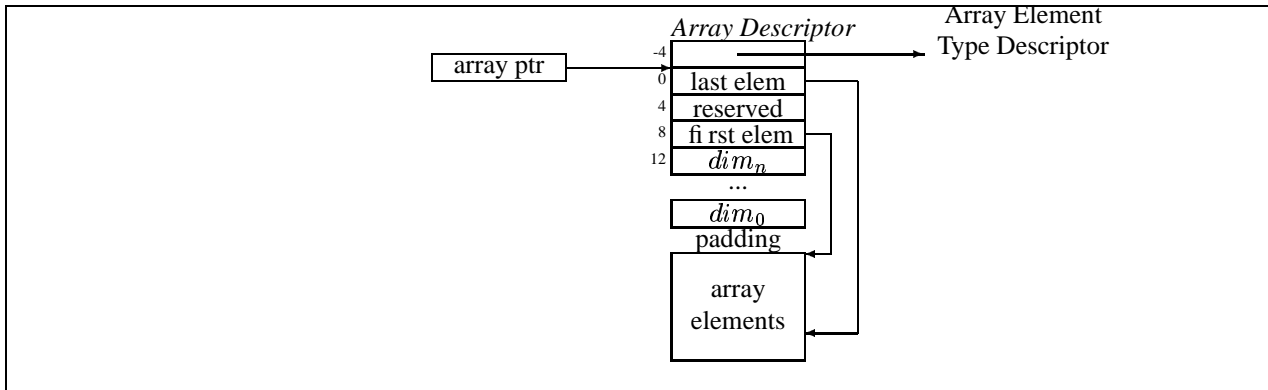 Array Descriptor
Array Element
Type Descriptor
-4
array ptr
0
last elem
4
reserved
8
fi rst elem
12
dim_n
...
dim_0
padding
array
elements